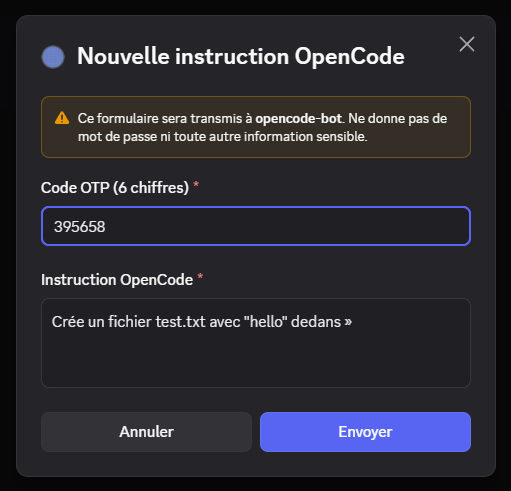 Nouvelle instruction OpenCode
Ce formulaire sera transmis à opencode-bot. Ne donne pas de
mot de passe ni toute autre information sensible.
Code OTP (6 chiffres) *
395658
Instruction OpenCode *
Crée un fichier test.txt avec "hello" dedans »
Annuler
Envoyer